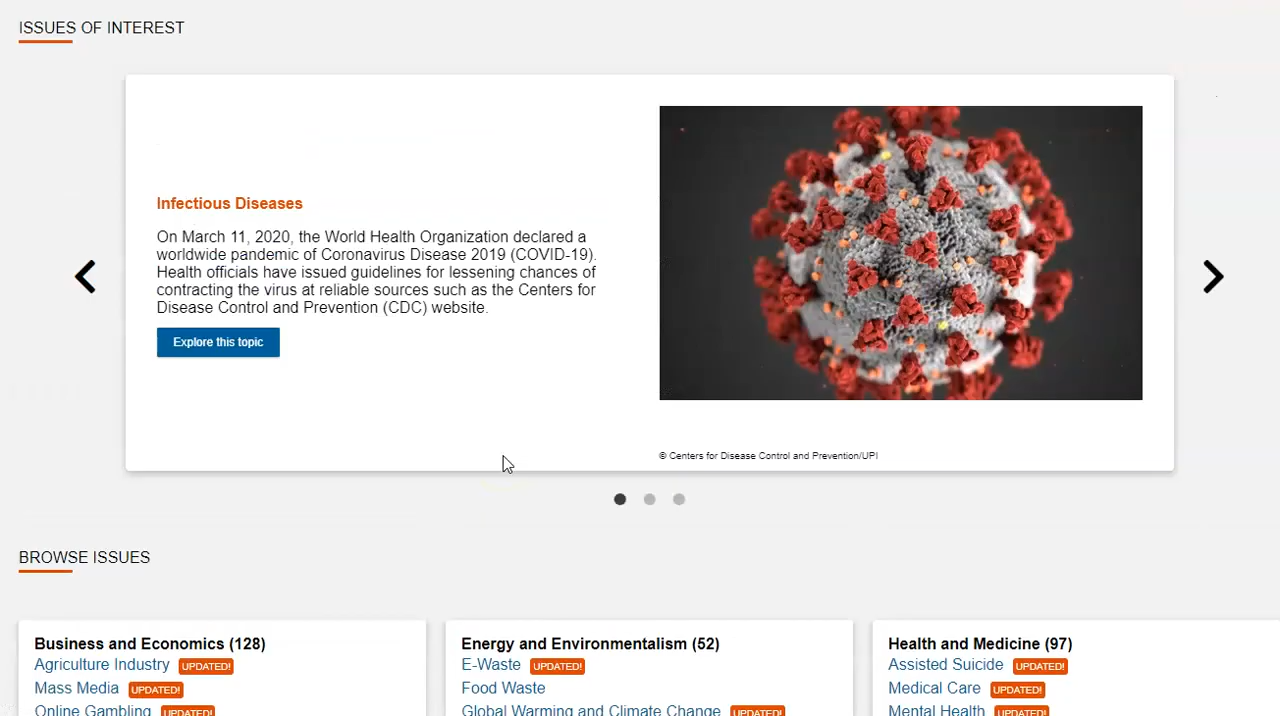 ISSUES OF INTEREST
Infectious Diseases
On March 11, 2020, the World Health Organization declared a
worldwide pandemic of Coronavirus Disease 2019 (COVID-19).
Health officials have issued guidelines for lessening chances of
contracting the virus at reliable sources such as the Centers for
Disease Control and Prevention (CDC) website.
Explore this topic
© Centers for Disease Control and Prevention/UPI
BROWSE ISSUES
Business and Economics (128)
Agriculture Industry UPDATED!
Mass Media UPDATED!
Online Gambling UPDATED!
Energy and Environmentalism (52)
E-Waste UPDATED!
Food Waste
Global Warming and Climate Change UPDATED!
Health and Medicine (97)
Assisted Suicide UPDATED!
Medical Care UPDATED!
Mental Health UPDATED!